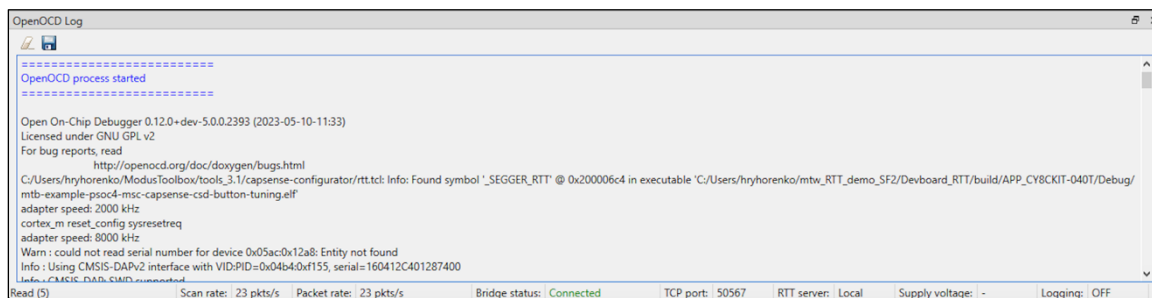 OpenOCD Log
==========================
OpenOCD process started
==========================
Open On-Chip Debugger 0.12.0+dev-5.0.0.2393 (2023-05-10-11:33)
Licensed under GNU GPL v2
For bug reports, read
http://openocd.org/doc/doxygen/bugs.html
C:/Users/hryhorenko/ModusToolbox/tools_3.1/capsense-configurator/rtt.tcl: Info: Found symbol '_SEGGER_RTT' @ 0x200006c4 in executable 'C:/Users/hryhorenko/mtw_RTT_demo_SF2/Devboard_RTT/build/APP_CY8CKIT-040T/Debug/
mtb-example-psoc4-msc-capsense-csd-button-tuning.elf'
adapter speed: 2000 kHz
cortex_m reset_config sysresetreq
adapter speed: 8000 kHz
Warn : could not read serial number for device 0x05ac:0x12a8: Entity not found
Info : Using CMSIS-DAPv2 interface with VID:PID=0x04b4:0xf155, serial=160412C401287400
Info : CMSIS-DAP: SWD supported
Read (5) Scan rate: 23 pkts/s Packet rate: 23 pkts/s Bridge status: Connected TCP port: 50567 RTT server: Local Supply voltage: - Logging: OFF